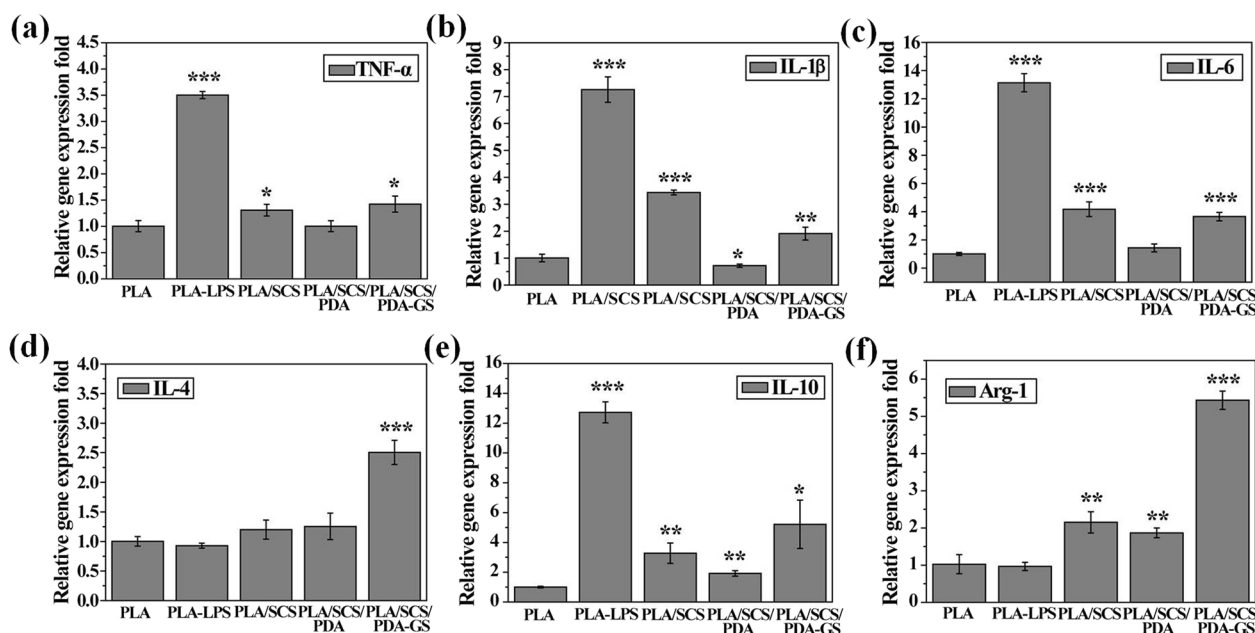 (a)
Relative gene expression fold
4.5
4.0
3.5
3.0
2.5
2.0
1.5
1.0
0.5
0.0
TNF-α
***
*
*
PLA PLA-LPS PLA/SCS PLA/SCS/ PLA/SCS/
PDA PDA-GS
(b)
Relative gene expression fold
9
8
7
6
5
4
3
2
1
0
IL-1β
***
***
*
**
PLA PLA/SCS PLA/SCS PLA/SCS/ PLA/SCS/
PDA PDA-GS
(c)
Relative gene expression fold
16
14
12
10
8
6
4
2
0
IL-6
***
***
***
PLA PLA-LPS PLA/SCS PLA/SCS/ PLA/SCS/
PDA PDA-GS
(d)
Relative gene expression fold
4.0
3.5
3.0
2.5
2.0
1.5
1.0
0.5
0.0
IL-4
***
PLA PLA-LPS PLA/SCS PLA/SCS/ PLA/SCS/
PDA PDA-GS
(e)
Relative gene expression fold
16
14
12
10
8
6
4
2
0
IL-10
***
**
**
*
PLA PLA-LPS PLA/SCS PLA/SCS/ PLA/SCS/
PDA PDA-GS
(f)
Relative gene expression fold
6
5
4
3
2
1
0
Arg-1
**
**
***
PLA PLA-LPS PLA/SCS PLA/SCS/ PLA/SCS/
PDA PDA-GS